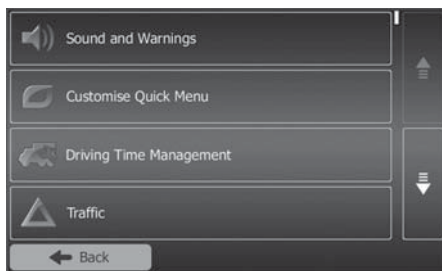 Sound and Warnings
Customise Quick Menu
Driving Time Management
Traffic
Back